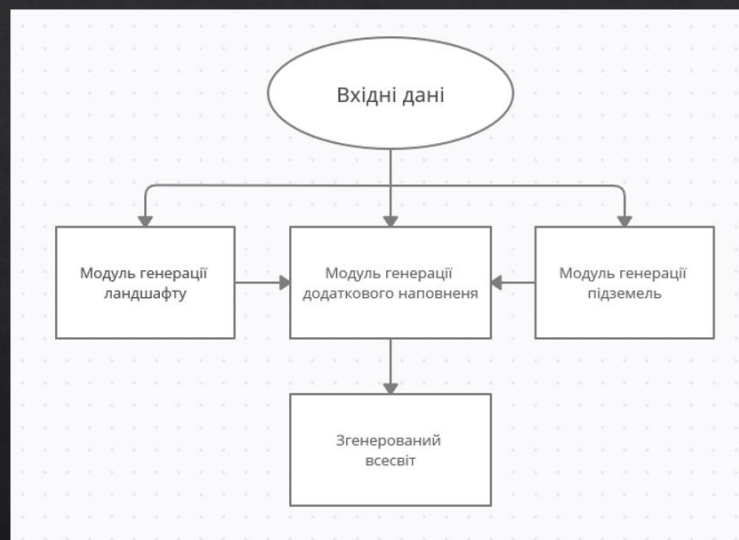 Вхідні дані
Модуль генерації
ландшафту
Модуль генерації
додаткового наповненя
Модуль генерації
підземель
Згенерований
всесвіт